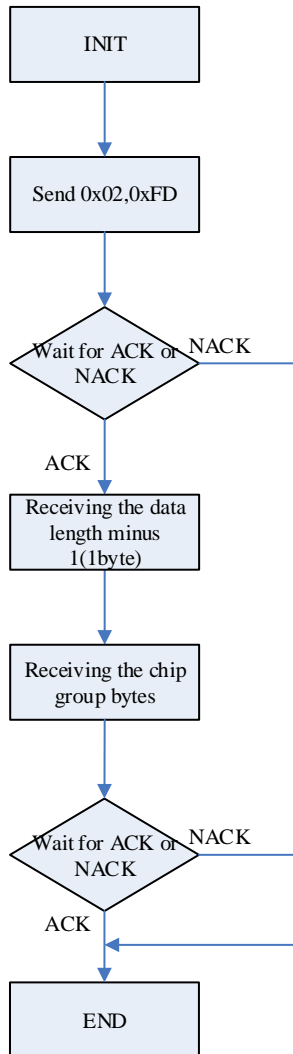 INIT
Send 0x02,0xFD
Wait for ACK or
NACK
NACK
ACK
Receiving the data
length minus
1(1byte)
Receiving the chip
group bytes
Wait for ACK or
NACK
NACK
ACK
END